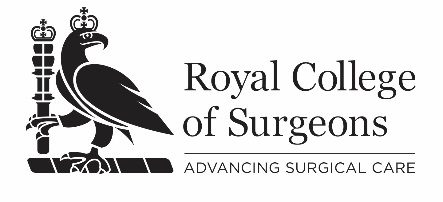 Royal College
of Surgeons
ADVANCING SURGICAL CARE